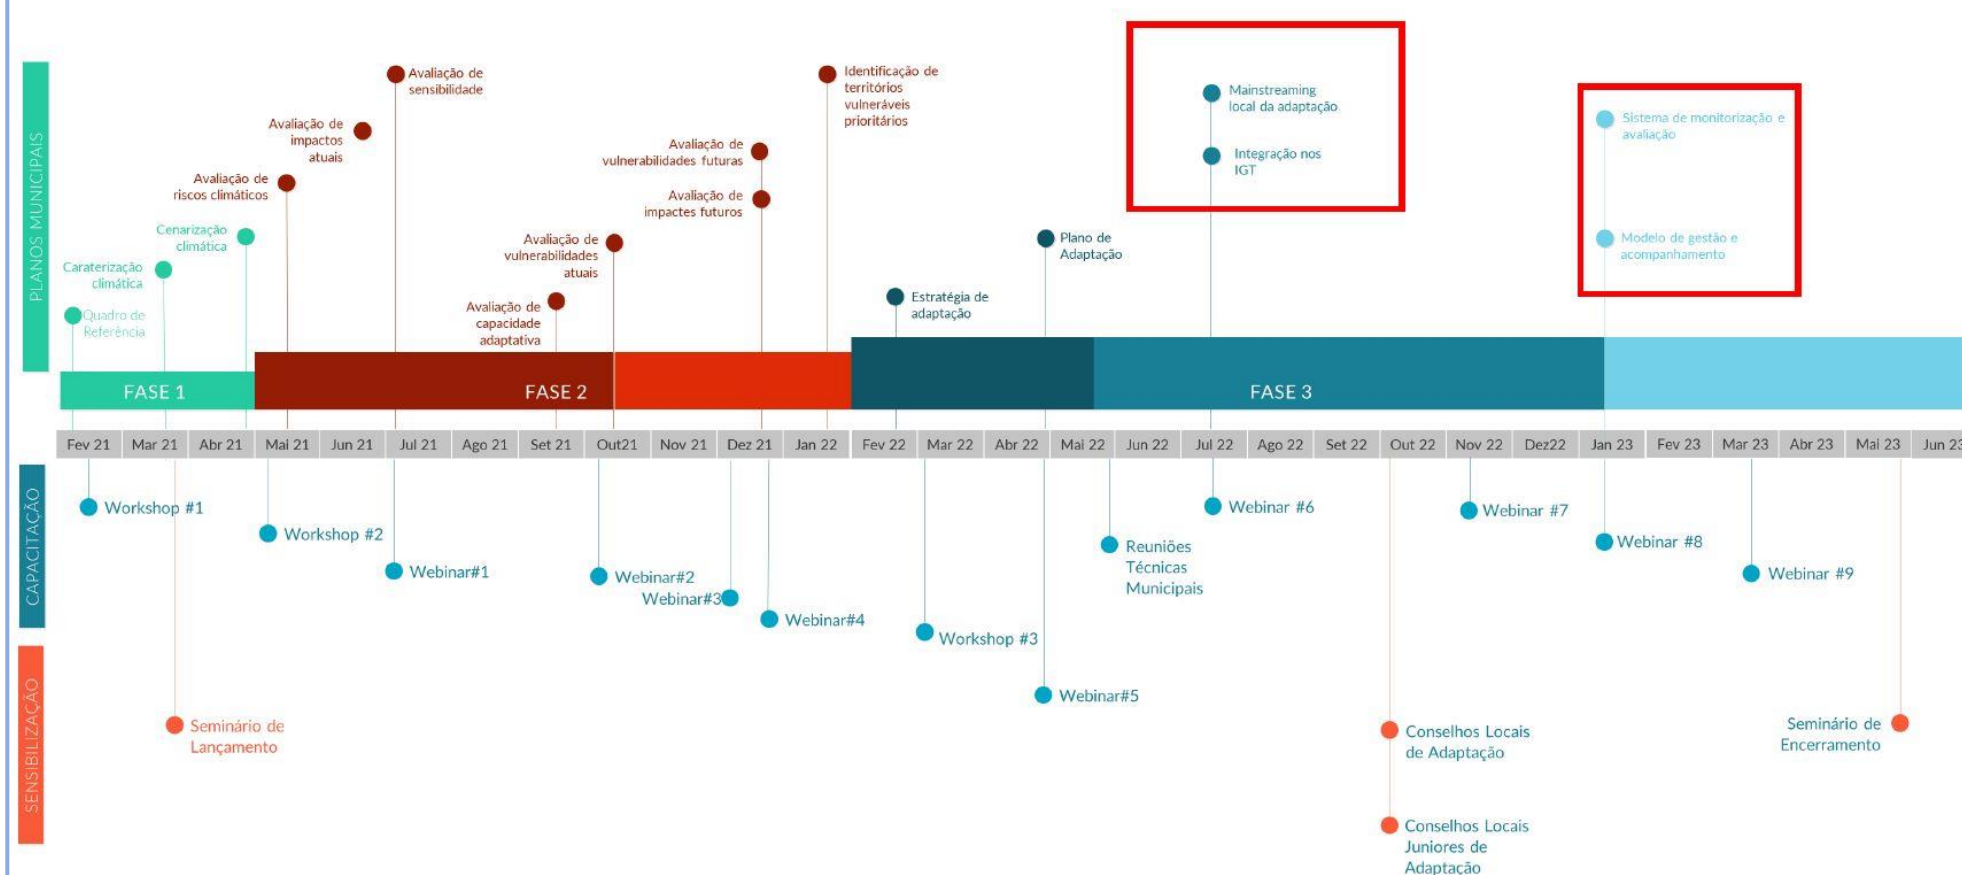 PLANOS MUNICIPAIS
Quadro de
Referência
Caraterização
climática
Cenarização
climática
Avaliação de
riscos climáticos
Avaliação de
impactos
atuais
Avaliação de
sensibilidade
Avaliação de
capacidade
adaptativa
Avaliação de
vulnerabilidades
atuais
Avaliação de
vulnerabilidades futuras
Avaliação de
impactes futuros
Identificação de
territórios
vulneráveis
prioritários
Estratégia de
adaptação
Plano de
Adaptação
Mainstreaming
local da adaptação
Integração nos
IGT
Sistema de monitorização e
avaliação
Modelo de gestão e
acompanhamento
FASE 1
FASE 2
FASE 3
Fev 21 Mar 21 Abr 21 Mai 21 Jun 21 Jul 21 Ago 21 Set 21 Out21 Nov 21 Dez 21 Jan 22 Fev 22 Mar 22 Abr 22 Mai 22 Jun 22 Jul 22 Ago 22 Set 22 Out 22 Nov 22 Dez22 Jan 23 Fev 23 Mar 23 Abr 23 Mai 23 Jun 23
CAPACITAÇÃO
Workshop #1
Workshop #2
Webinar#1
Webinar#2
Webinar#3
Webinar#4
Workshop #3
Webinar#5
Reuniões
Técnicas
Municipais
Webinar #6
Webinar #7
Webinar #8
Webinar #9
SENSIBILIZAÇÃO
Seminário de
Lançamento
Conselhos Locais
de Adaptação
Conselhos Locais
Juniores de
Adaptação
Seminário de
Encerramento